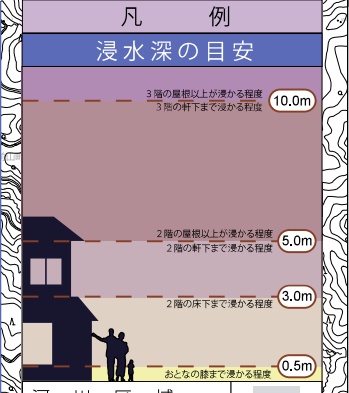 凡 例
浸水深の目安
3階の屋根以上が浸かる程度
10.0m
3階の軒下まで浸かる程度
2階の屋根以上が浸かる程度
5.0m
2階の軒下まで浸かる程度
3.0m
2階の床下まで浸かる程度
0.5m
おとなの膝まで浸かる程度